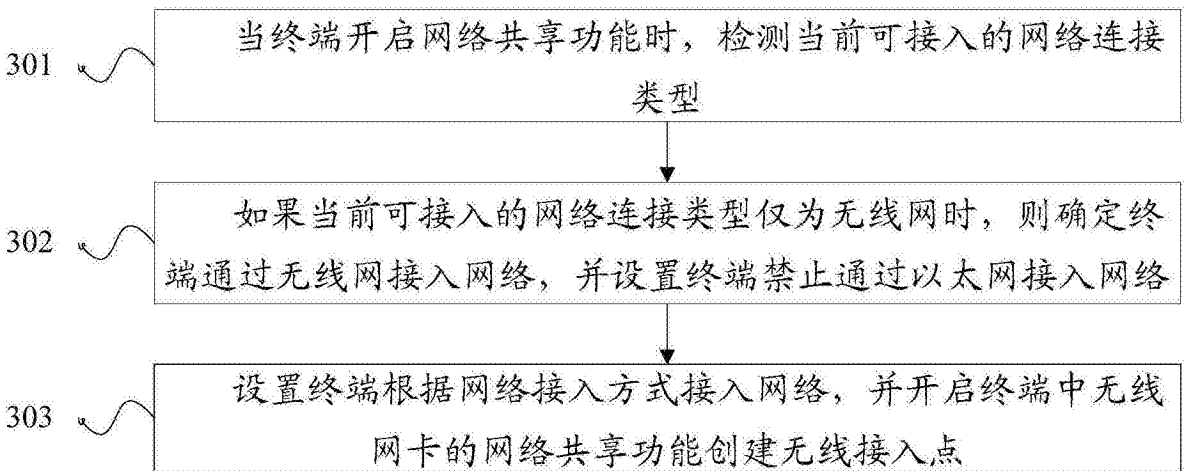 301
当终端开启网络共享功能时，检测当前可接入的网络连接
类型
302
如果当前可接入的网络连接类型仅为无线网时，则确定终
端通过无线网接入网络，并设置终端禁止通过以太网接入网络
303
设置终端根据网络接入方式接入网络，并开启终端中无线
网卡的网络共享功能创建无线接入点